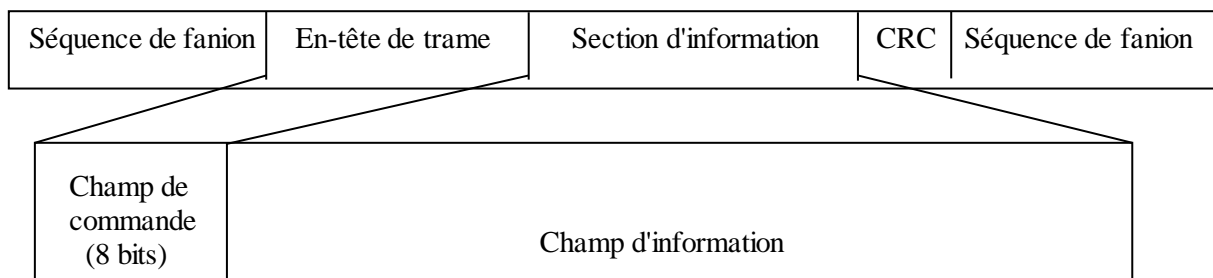 Séquence de fanion En-tête de trame Section d'information CRC Séquence de fanion
Champ de
commande
(8 bits)
Champ d'information